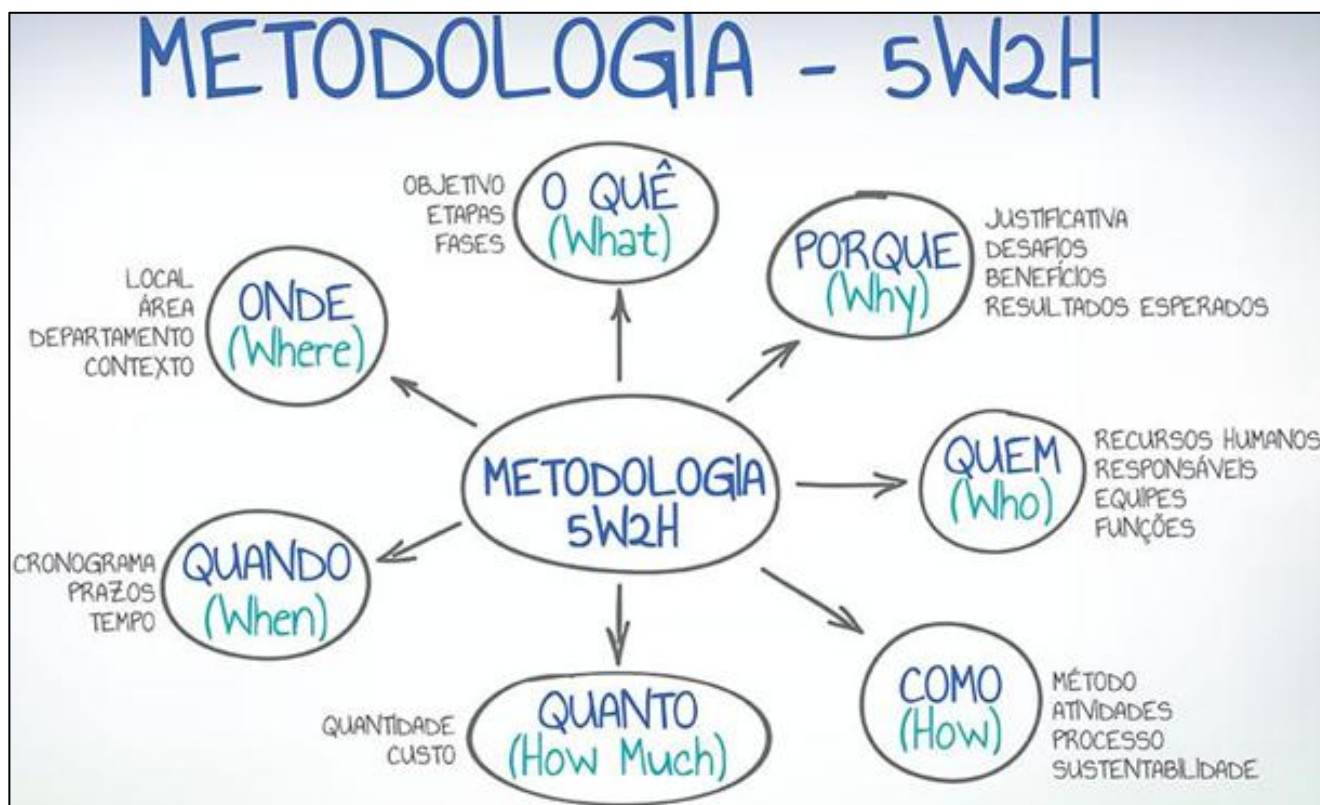 METODOLOGIA - 5W2H
O QUÊ
(What)
OBJETIVO
ETAPAS
FASES
PORQUE
(Why)
JUSTIFICATIVA
DESAFIOS
BENEFÍCIOS
RESULTADOS ESPERADOS
ONDE
(Where)
LOCAL
ÁREA
DEPARTAMENTO
CONTEXTO
METODOLOGIA
5W2H
QUEM
(Who)
RECURSOS HUMANOS
RESPONSÁVEIS
EQUIPES
FUNÇÕES
QUANDO
(When)
CRONOGRAMA
PRAZOS
TEMPO
QUANTO
(How Much)
QUANTIDADE
CUSTO
COMO
(How)
MÉTODO
ATIVIDADES
PROCESSO
SUSTENTABILIDADE